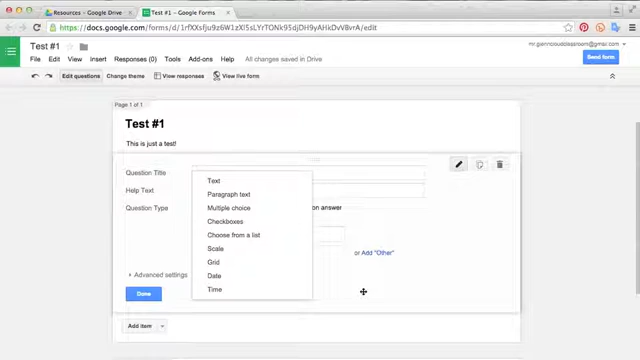 Resources - Google Drive
Test #1 - Google Forms
https://docs.google.com/forms/d/
/edit
Test #1
File Edit View Insert Responses (0) Tools Add-ons Help All changes saved in Drive
Send form
Edit questions Change theme View responses View live form
Page 1 of 1
Test #1
This is just a test!
Question Title
Help Text
Question Type
Text
Paragraph text
Multiple choice
Checkboxes
Choose from a list
Scale
Grid
Date
Time
on answer
or Add "Other"
Advanced settings
Done
Add item